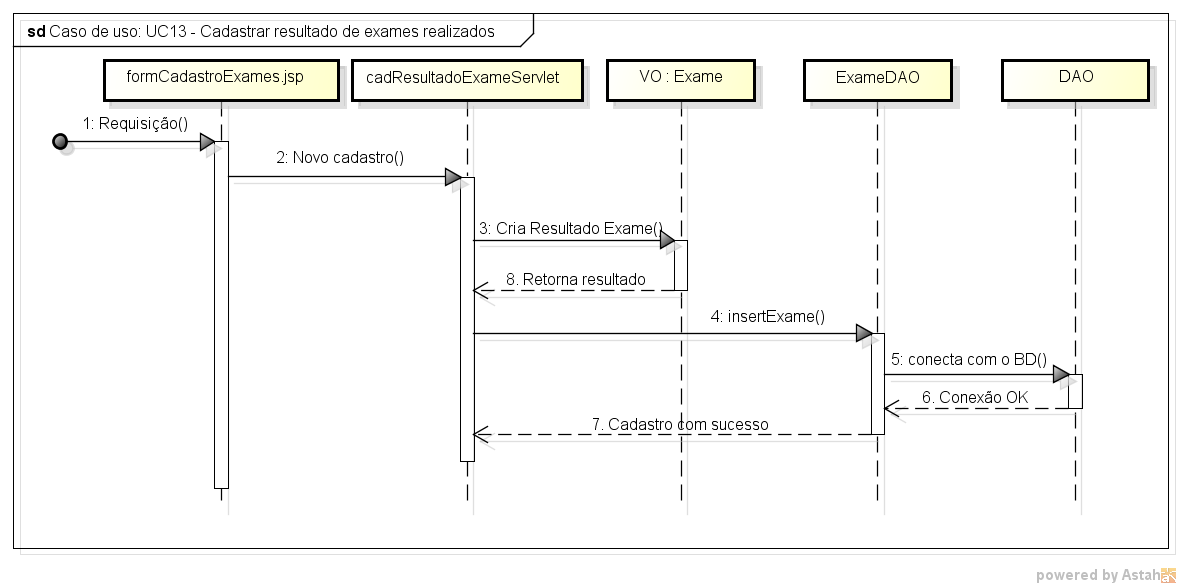 sd Caso de uso: UC13 - Cadastrar resultado de exames realizados
formCadastroExames.jsp
cadResultadoExameServlet
VO : Exame
ExameDAO
DAO
1: Requisição()
2: Novo cadastro()
3: Cria Resultado Exame()
8. Retorna resultado
4: insertExame()
5: conecta com o BD()
6. Conexão OK
7. Cadastro com sucesso
powered by Astah